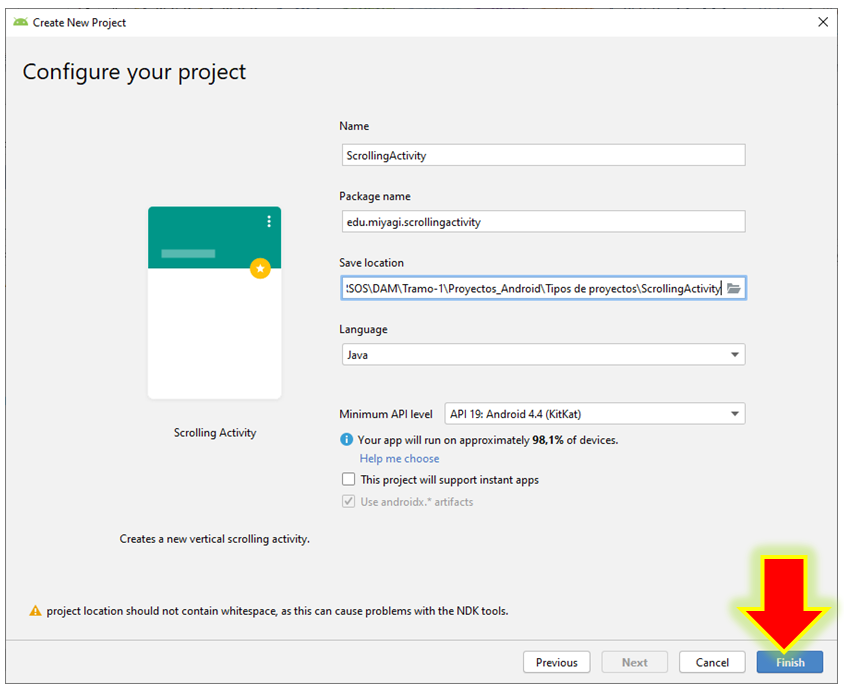 Create New Project
Configure your project
Name
ScrollingActivity
Package name
edu.miyagi.scrollingactivity
Save location
SOS\DAM\Tramo-1\Proyectos_Android\Tipos de proyectos\ScrollingActivity
Language
Java
Minimum API level
API 19: Android 4.4 (KitKat)
Your app will run on approximately 98,1% of devices.
Help me choose
This project will support instant apps
Use androidx.* artifacts
Scrolling Activity
Creates a new vertical scrolling activity.
project location should not contain whitespace, as this can cause problems with the NDK tools.
Previous
Next
Cancel
Finish